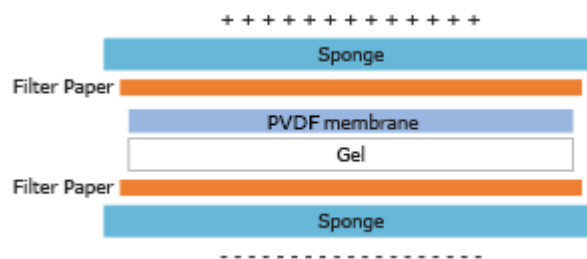 + + + + + + + + + + + + +
Sponge
Filter Paper
PVDF membrane
Gel
Filter Paper
Sponge
- - - - - - - - - - - - - - - - - -